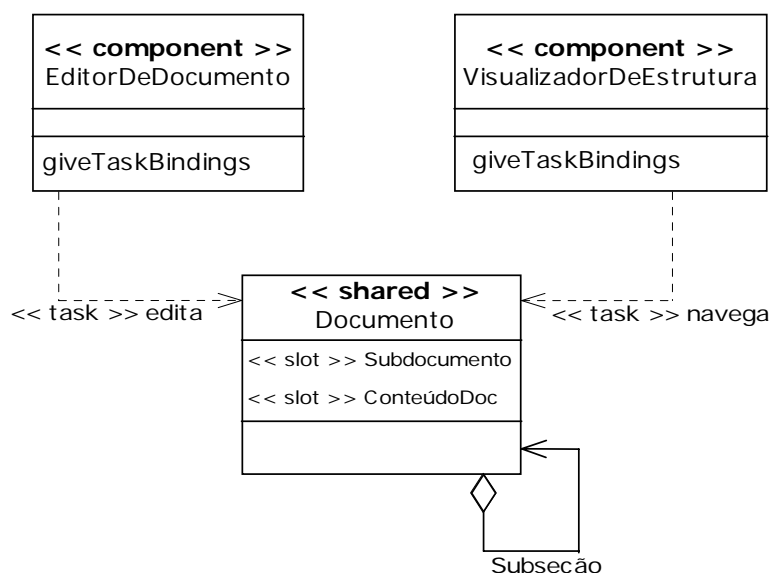 << component >>
EditorDeDocumento
giveTaskBindings
<< component >>
VisualizadorDeEstrutura
giveTaskBindings
<< task >> edita
<< shared >>
Documento
<< task >> navega
<< slot >> Subdocumento
<< slot >> ConteúdoDoc
Subseção